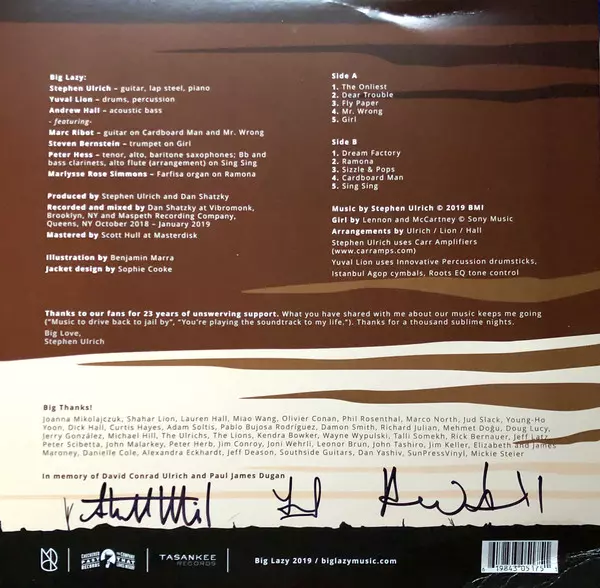 Big Lazy:
Stephen Ulrich – guitar, lap steel, piano
Yuval Lion – drums, percussion
Andrew Hall – acoustic bass
- featuring-
Marc Ribot – guitar on Cardboard Man and Mr. Wrong
Steven Bernstein – trumpet on Girl
Peter Hess – tenor, alto, baritone saxophones; Bb and
bass clarinets, alto flute (arrangement) on Sing Sing
Marlysse Rose Simmons – Farfisa organ on Ramona
Produced by Stephen Ulrich and Dan Shatzky
Recorded and mixed by Dan Shatzky at Vibromonk,
Brooklyn, NY and Maspeth Recording Company,
Queens, NY October 2018 – January 2019
Mastered by Scott Hull at Masterdisk
Illustration by Benjamin Marra
Jacket design by Sophie Cooke
Side A
1. The Onliest
2. Dear Trouble
3. Fly Paper
4. Mr. Wrong
5. Girl
Side B
1. Dream Factory
2. Ramona
3. Sizzle & Pops
4. Cardboard Man
5. Sing Sing
Music by Stephen Ulrich © 2019 BMI
Girl by Lennon and McCartney © Sony Music
Arrangements by Ulrich / Lion / Hall
Stephen Ulrich uses Carr Amplifiers
(www.carramps.com)
Yuval Lion uses Innovative Percussion drumsticks,
Istanbul Agop cymbals, Roots EQ tone control
Thanks to our fans for 23 years of unswerving support. What you have shared with me about our music keeps me going
("Music to drive back to jail by", "You're playing the soundtrack to my life,"). Thanks for a thousand sublime nights.
Big Love,
Stephen Ulrich
Big Thanks!
Joanna Mikolajczuk, Shahar Lion, Lauren Hall, Miao Wang, Olivier Conan, Phil Rosenthal, Marco North, Jud Slack, Young-Ho
Yoon, Dick Hall, Curtis Hayes, Adam Soltis, Pablo Bujosa Rodríguez, Damon Smith, Richard Julian, Mehmet Doğu, Doug Lucy,
Jerry González, Michael Hill, The Ulrichs, The Lions, Kendra Bowker, Wayne Wypulski, Talli Somekh, Rick Bernauer, Jeff Latz,
Peter Scibetta, John Malarkey, Peter Herb, Jim Conroy, Joni Wehrli, Leonor Brun, John Tashiro, Jim Keller, Elizabeth and James
Maroney, Danielle Cole, Alexandra Eckhardt, Jeff Deason, Southside Guitars, Dan Yashiv, SunPressVinyl, Mickie Steier
In memory of David Conrad Ulrich and Paul James Dugan
TASANKEE
RECORDS
Big Lazy 2019 / biglazymusic.com